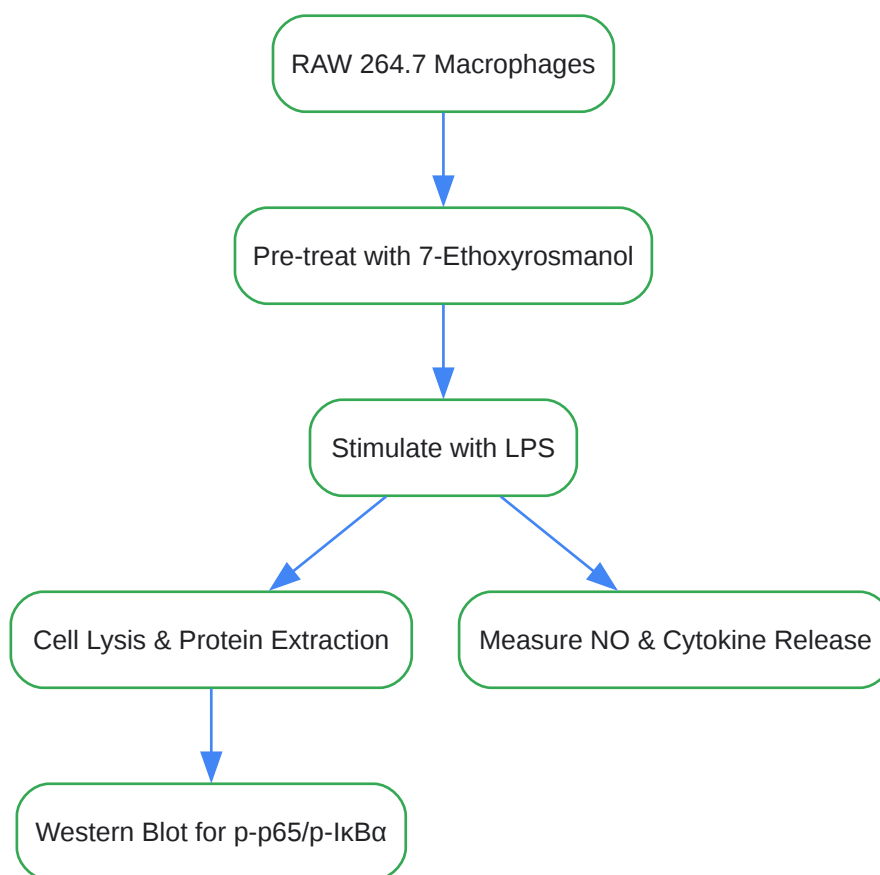 RAW 264.7 Macrophages
Pre-treat with 7-Ethoxyrosmanol
Stimulate with LPS
Cell Lysis & Protein Extraction
Measure NO & Cytokine Release
Western Blot for p-p65/p-IκBα